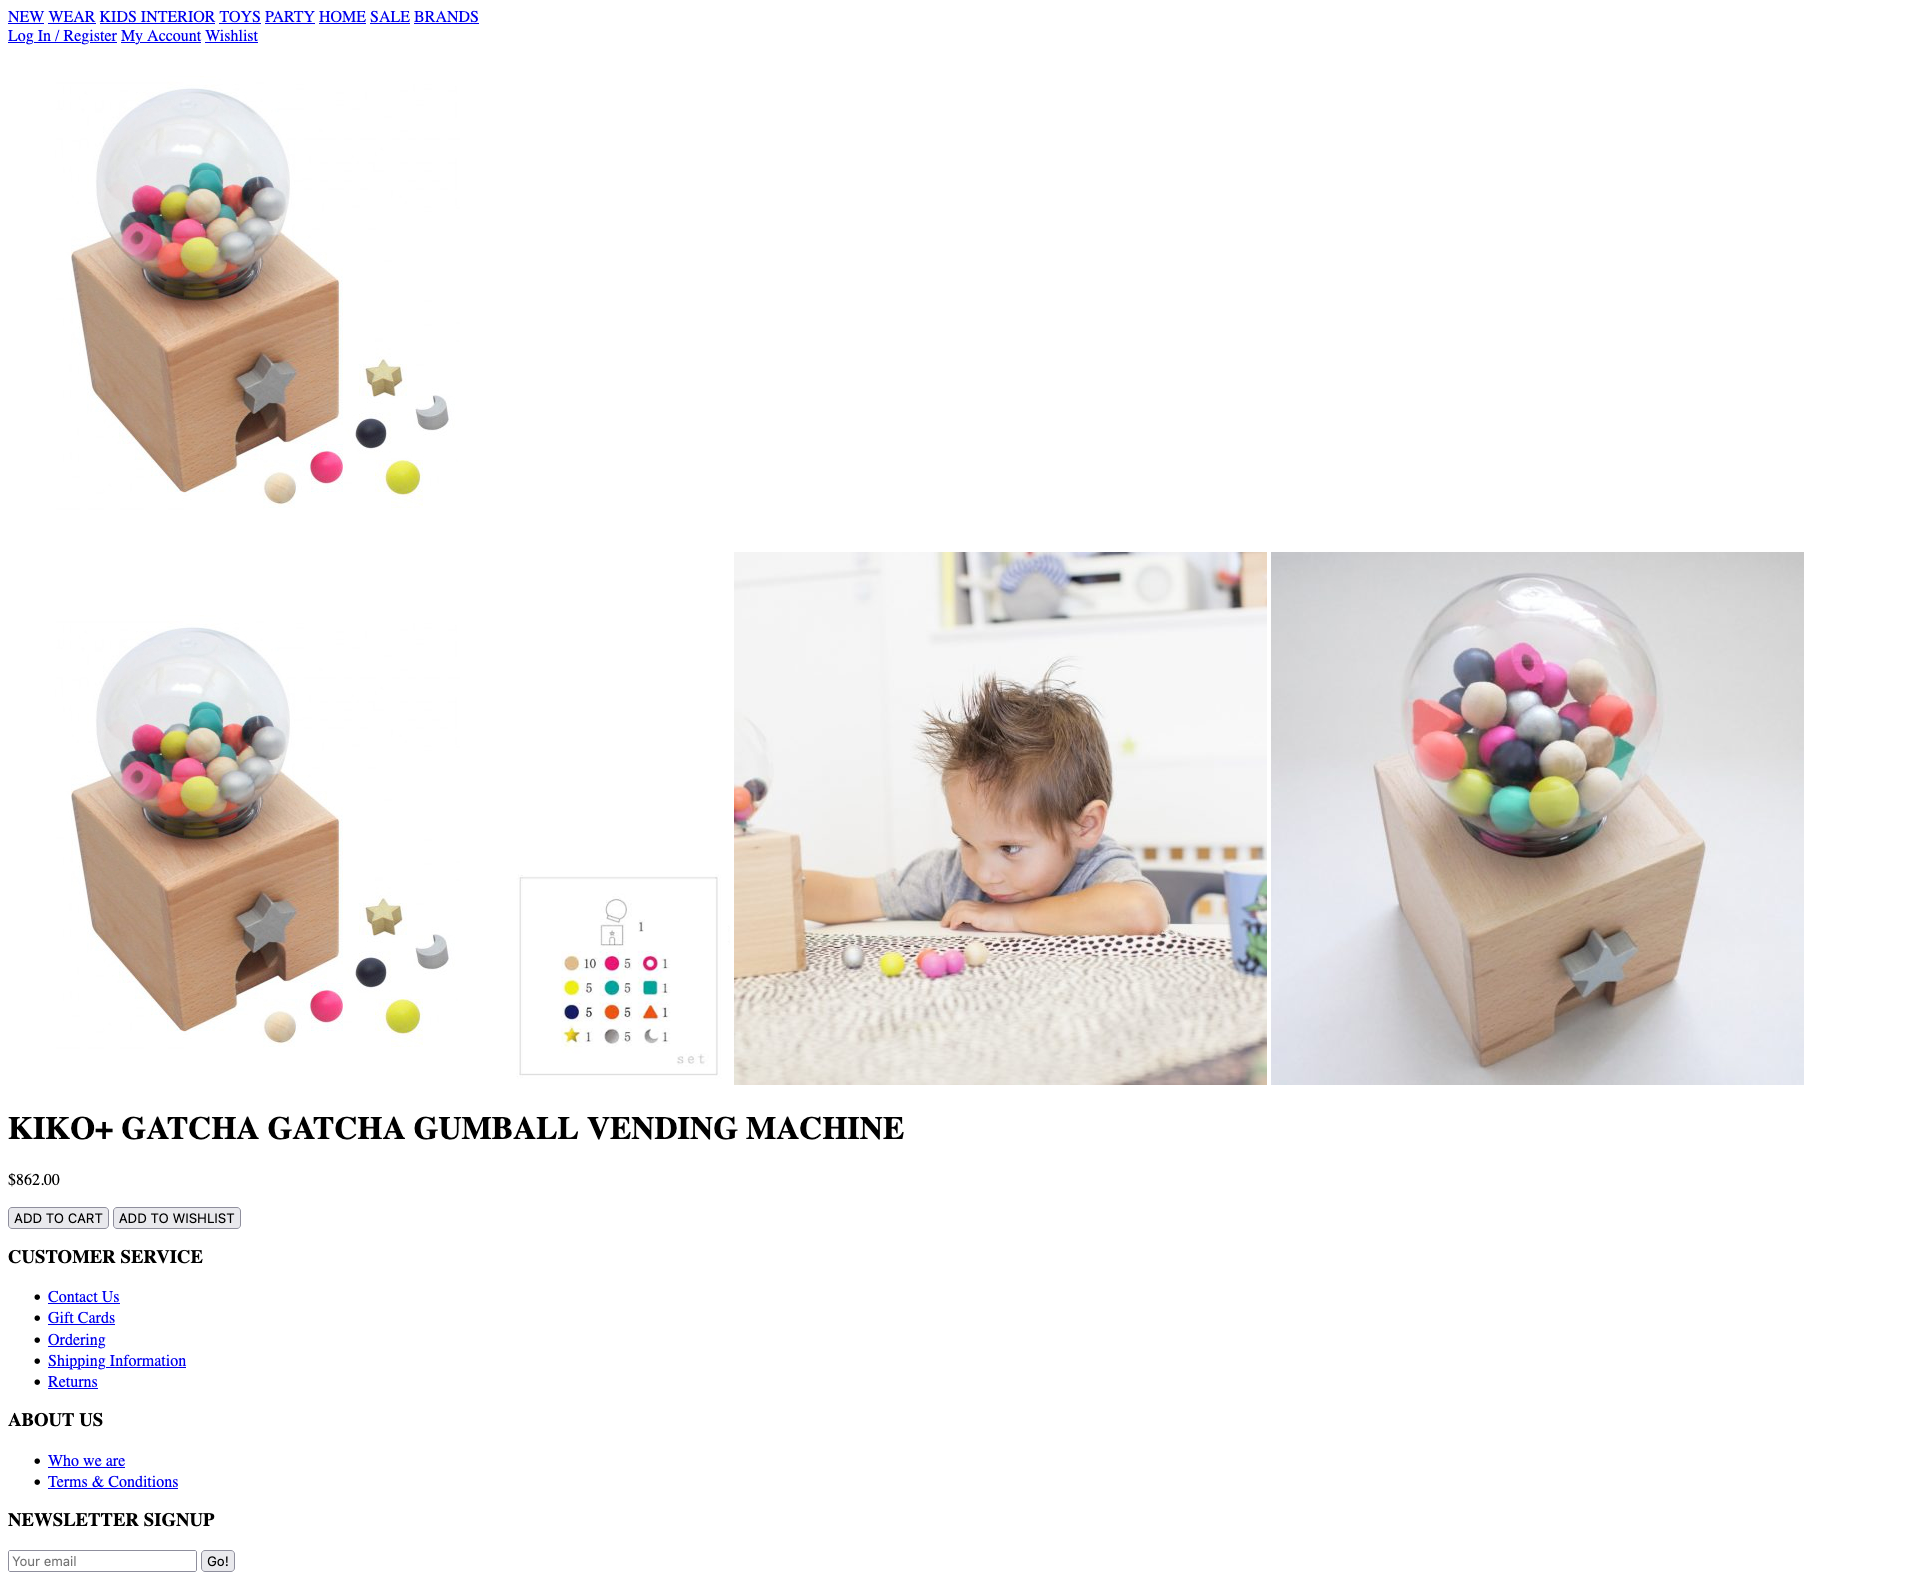 NEW WEAR KIDS INTERIOR TOYS PARTY HOME SALE BRANDS
Log In / Register My Account Wishlist
1
10 5 1
5 5 1
5 5 1
1 5 1
set
KIKO+ GATCHA GATCHA GUMBALL VENDING MACHINE
$862.00
ADD TO CART ADD TO WISHLIST
CUSTOMER SERVICE
• Contact Us
• Gift Cards
• Ordering
• Shipping Information
• Returns
ABOUT US
• Who we are
• Terms & Conditions
NEWSLETTER SIGNUP
Your email Go!